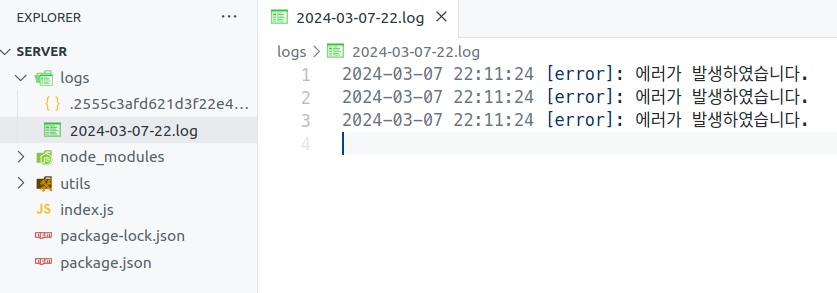 EXPLORER
SERVER
logs
.2555c3afd621d3f22e4...
2024-03-07-22.log
node_modules
utils
JS index.js
package-lock.json
package.json
2024-03-07-22.log
logs > 2024-03-07-22.log
1 2024-03-07 22:11:24 [error]: 에러가 발생하였습니다.
2 2024-03-07 22:11:24 [error]: 에러가 발생하였습니다.
3 2024-03-07 22:11:24 [error]: 에러가 발생하였습니다.
4